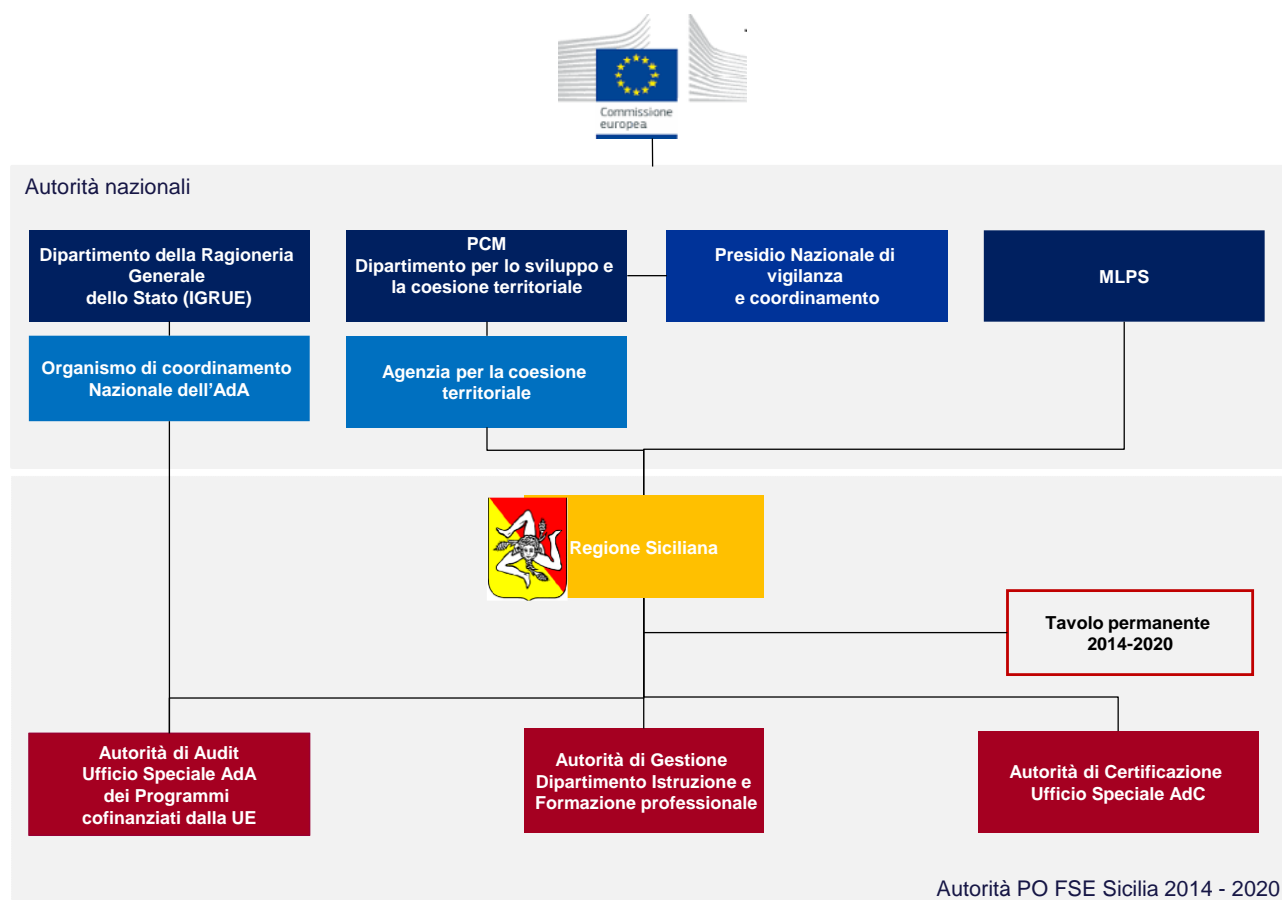 Commissione
europea
Autorità nazionali
Dipartimento della Ragioneria
Generale
dello Stato (IGRUE)
PCM
Dipartimento per lo sviluppo e
la coesione territoriale
Presidio Nazionale di
vigilanza
e coordinamento
MLPS
Organismo di coordinamento
Nazionale dell’AdA
Agenzia per la coesione
territoriale
Regione Siciliana
Tavolo permanente
2014-2020
Autorità di Audit
Ufficio Speciale AdA
dei Programmi
cofinanziati dalla UE
Autorità di Gestione
Dipartimento Istruzione e
Formazione professionale
Autorità di Certificazione
Ufficio Speciale AdC
Autorità PO FSE Sicilia 2014 - 2020